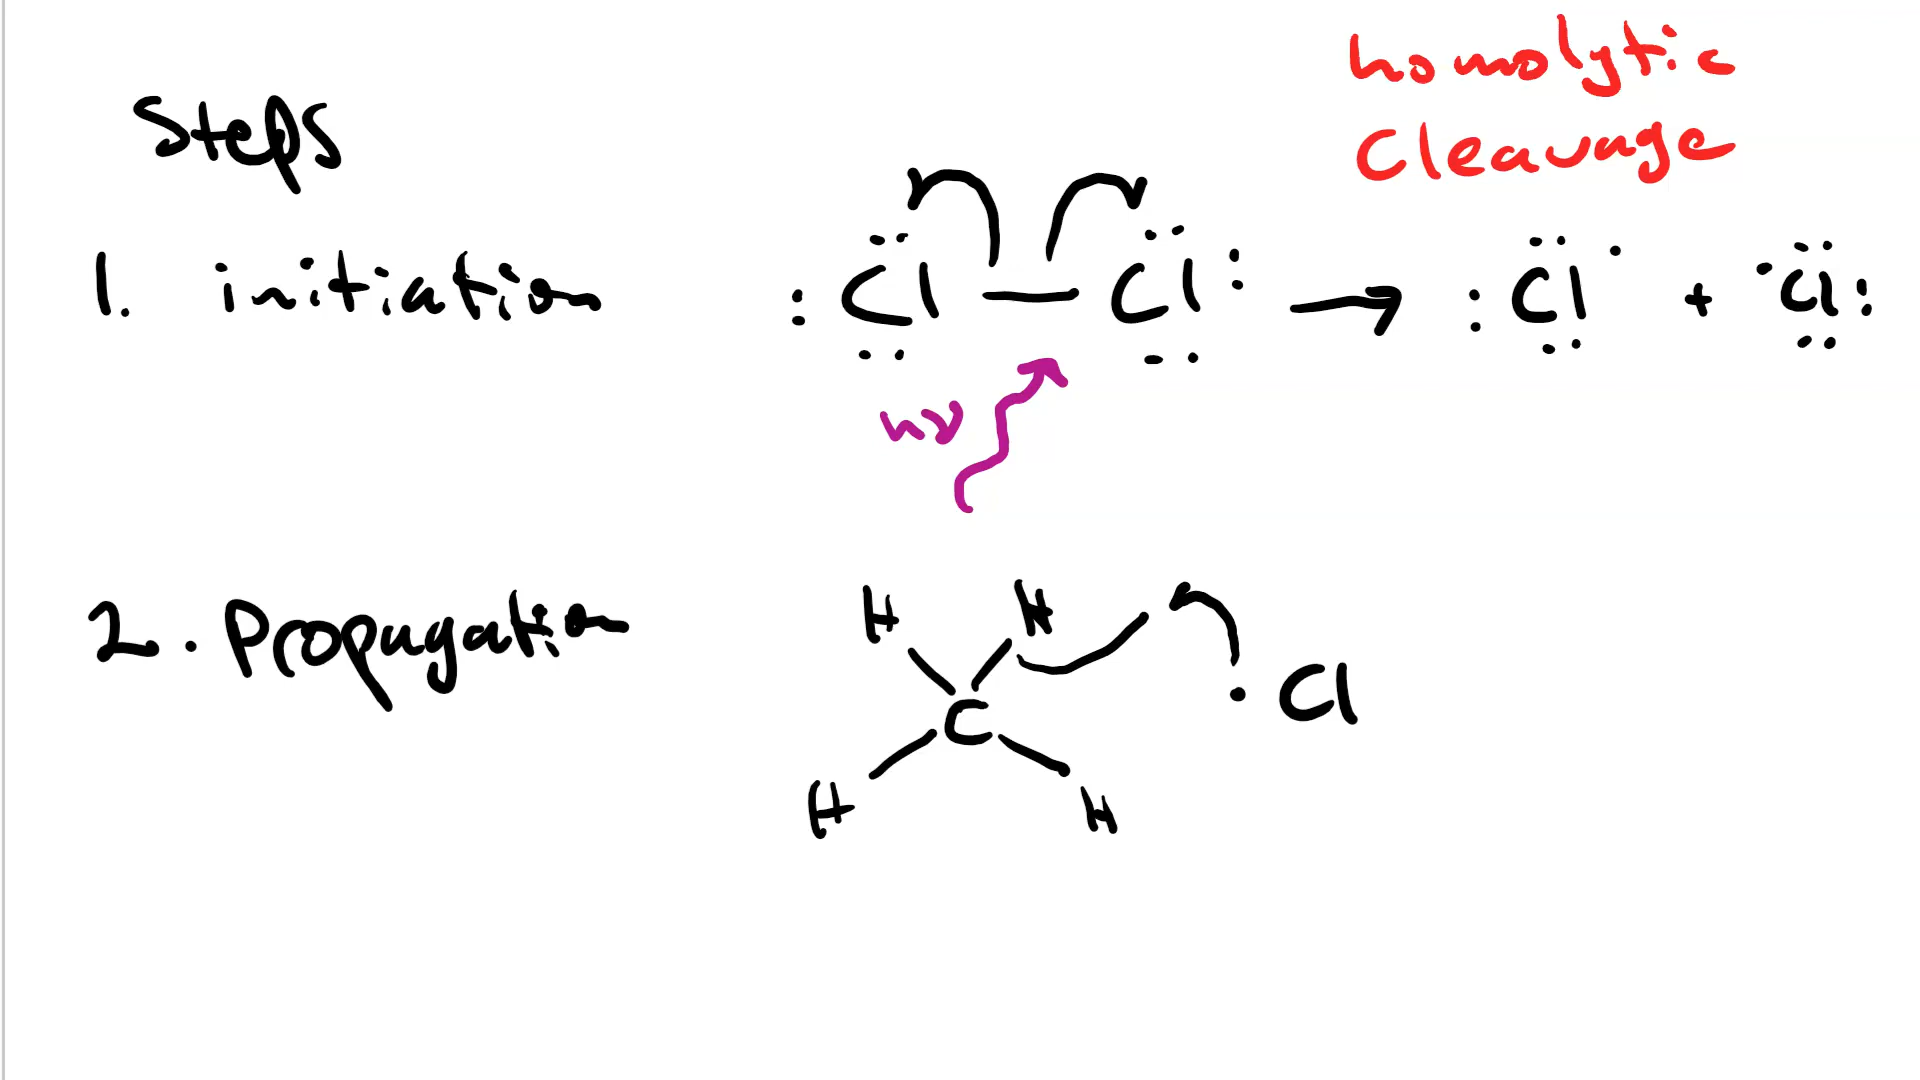 homolytic
Cleavage
Steps
1. initiation
:Cl — Cl: → :Cl· + ·Cl:
hν
2. Propagation
H H
C · Cl
H H